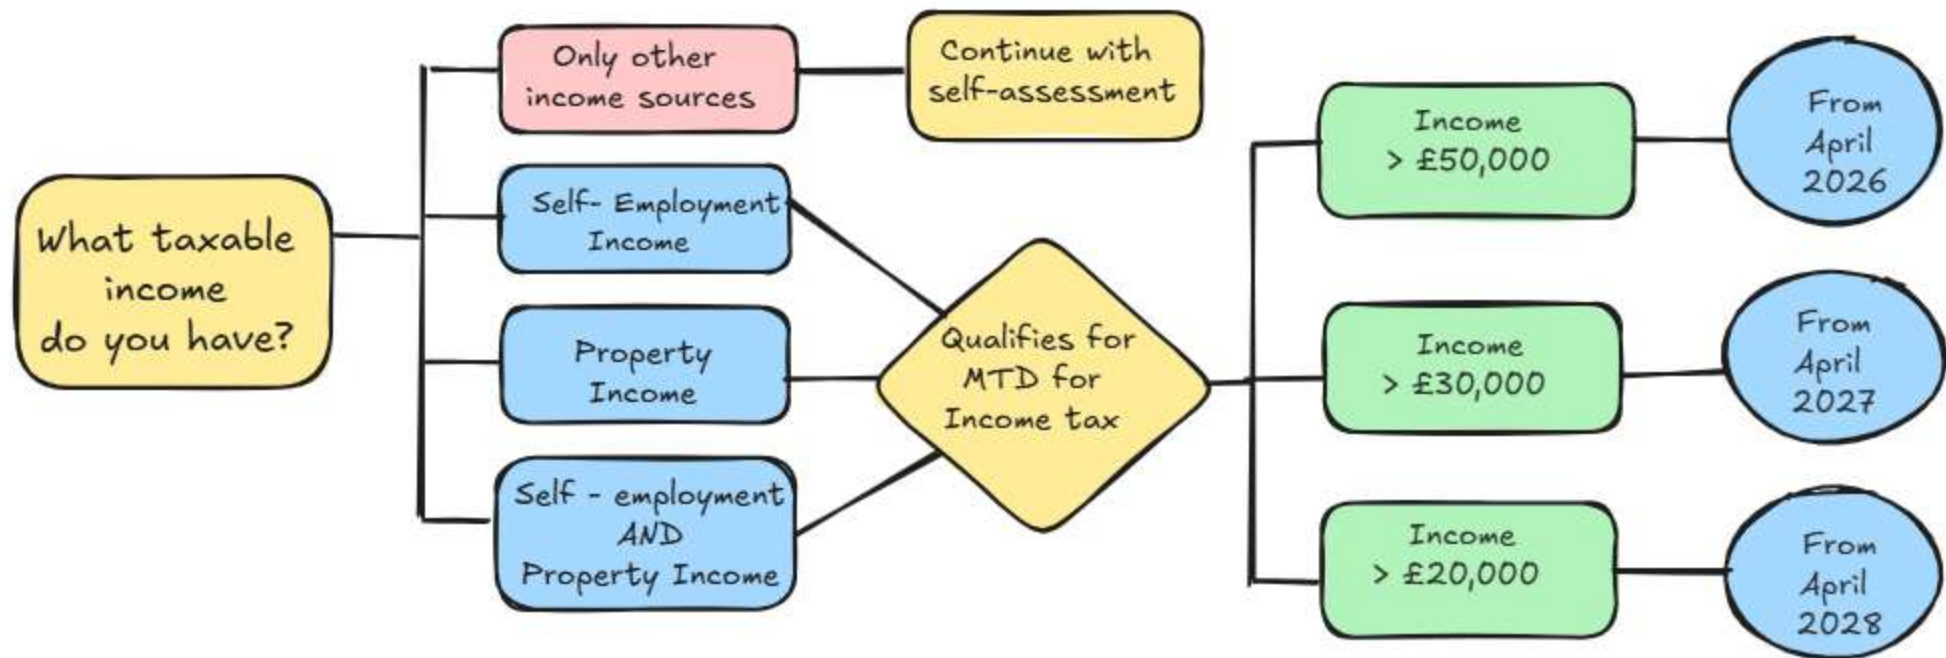 What taxable
income
do you have?
Only other
income sources
Continue with
self-assessment
Self- Employment
Income
Property
Income
Self - employment
AND
Property Income
Qualifies for
MTD for
Income tax
Income
> £50,000
From
April
2026
Income
> £30,000
From
April
2027
Income
> £20,000
From
April
2028